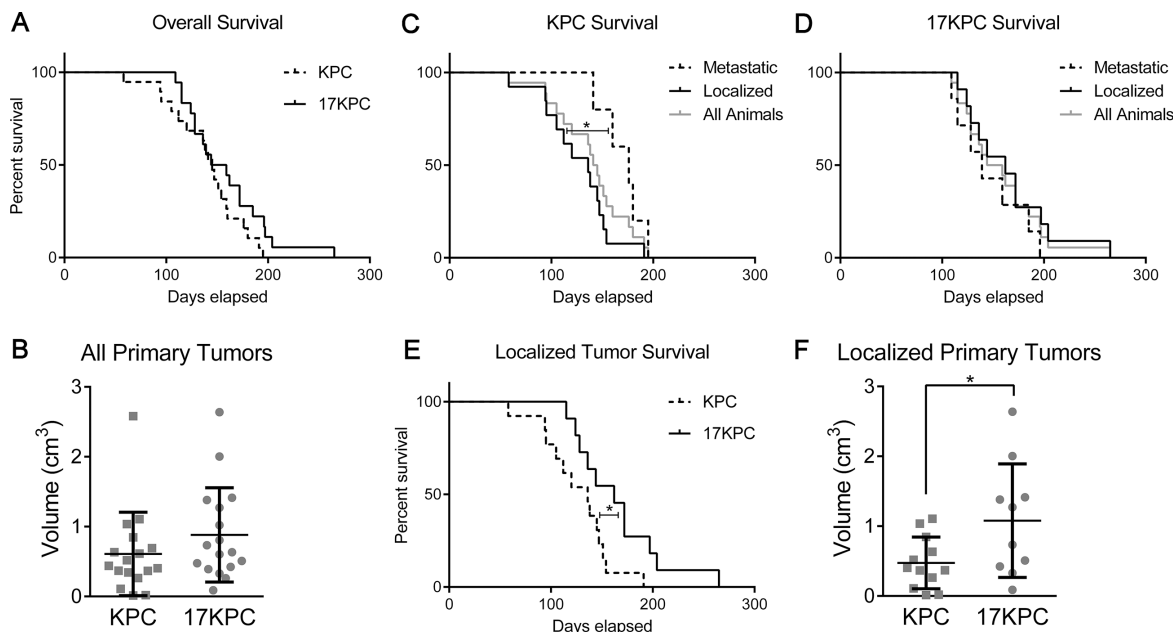 A
Overall Survival
Percent survival
100
50
0
0 100 200 300
Days elapsed
KPC
17KPC
C
KPC Survival
100
50
0
0 100 200 300
Days elapsed
Metastatic
Localized
All Animals
*
D
17KPC Survival
100
50
0
0 100 200 300
Days elapsed
Metastatic
Localized
All Animals
B
All Primary Tumors
Volume (cm3)
3
2
1
0
KPC 17KPC
E
Localized Tumor Survival
Percent survival
100
50
0
0 100 200 300
Days elapsed
KPC
17KPC
*
F
Localized Primary Tumors
Volume (cm3)
3
2
1
0
*
KPC 17KPC